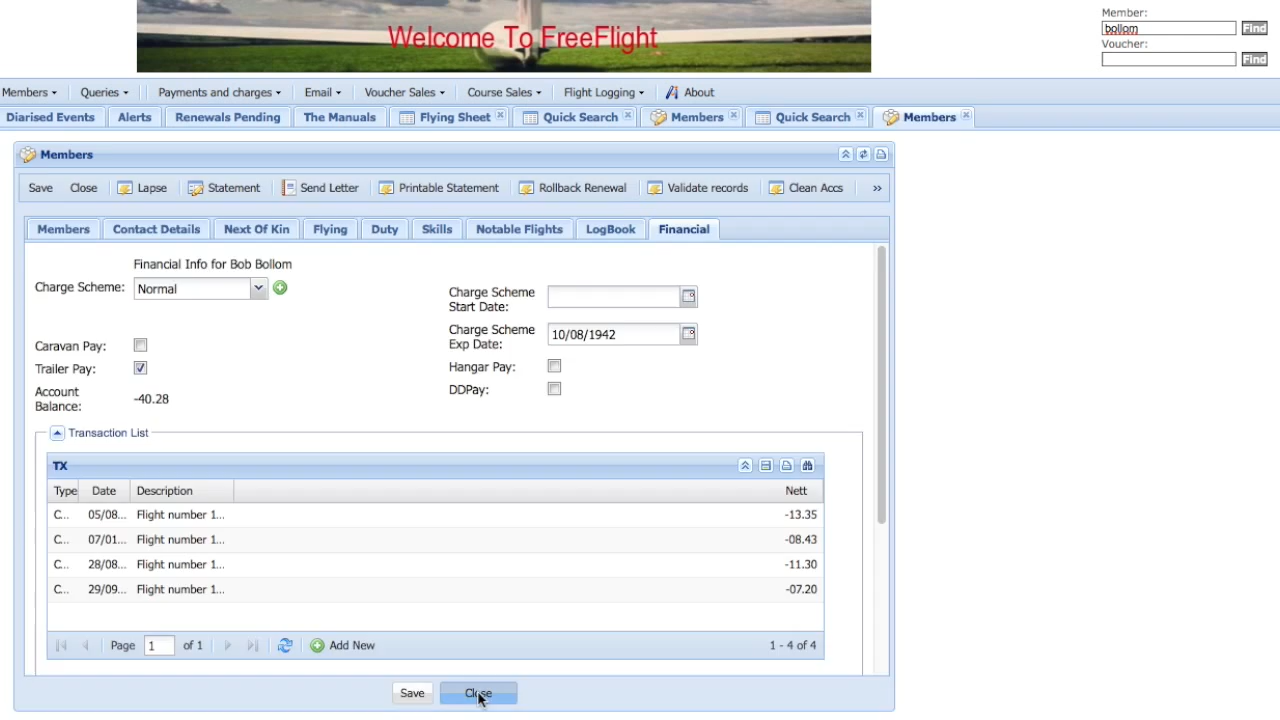 Welcome To FreeFlight
Member:
bollom
Find
Voucher:
Find
Members Queries Payments and charges Email Voucher Sales Course Sales Flight Logging About
Diarised Events Alerts Renewals Pending The Manuals Flying Sheet Quick Search Members Quick Search Members
Members
Save Close Lapse Statement Send Letter Printable Statement Rollback Renewal Validate records Clean Accs »
Members Contact Details Next Of Kin Flying Duty Skills Notable Flights LogBook Financial
Financial Info for Bob Bollom
Charge Scheme: Normal
Charge Scheme
Start Date:
Charge Scheme
Exp Date:
10/08/1942
Caravan Pay:
Trailer Pay:
Hangar Pay:
DDPay:
Account
Balance:
-40.28
Transaction List
TX
Type Date Description Nett
C... 05/08... Flight number 1... -13.35
C... 07/01... Flight number 1... -08.43
C... 28/08... Flight number 1... -11.30
C... 29/09... Flight number 1... -07.20
Page 1 of 1 Add New 1 - 4 of 4
Save Close